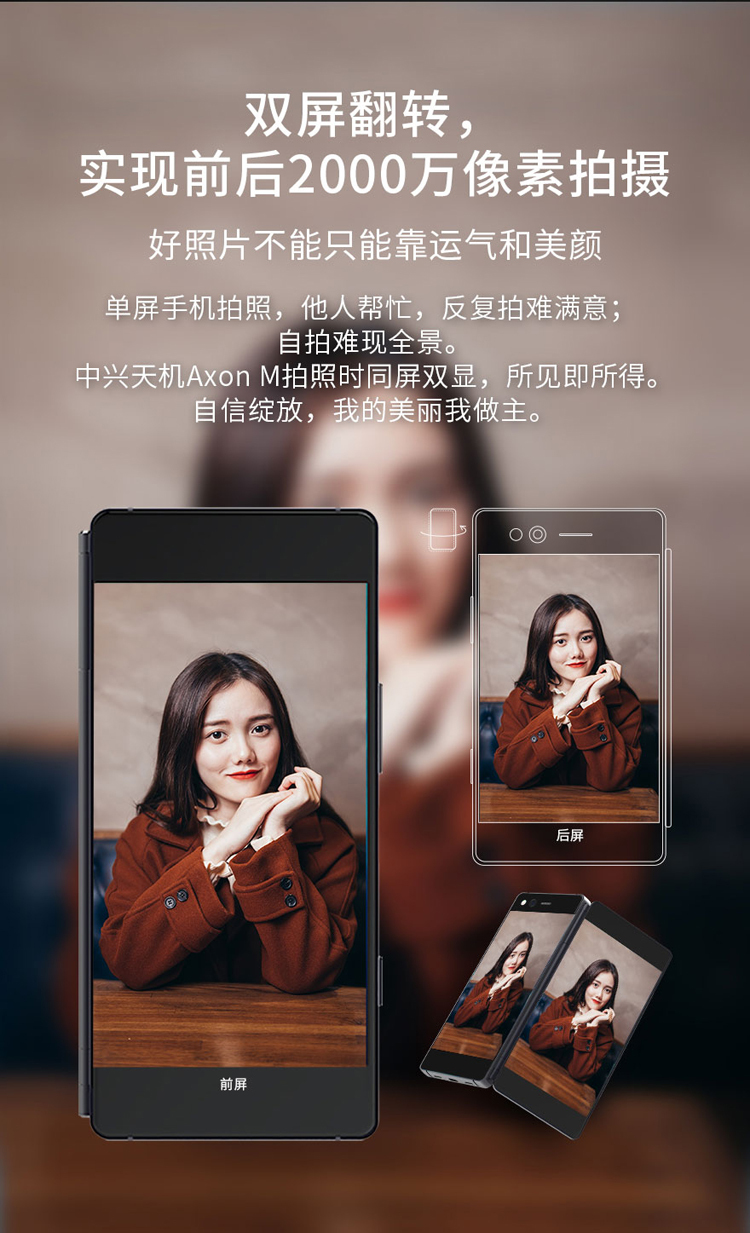 双屏翻转，
实现前后2000万像素拍摄
好照片不能只能靠运气和美颜
单屏手机拍照，他人帮忙，反复拍难满意；
自拍难现全景。
中兴天机Axon M拍照时同屏双显，所见即所得。
自信绽放，我的美丽我做主。
后屏
前屏